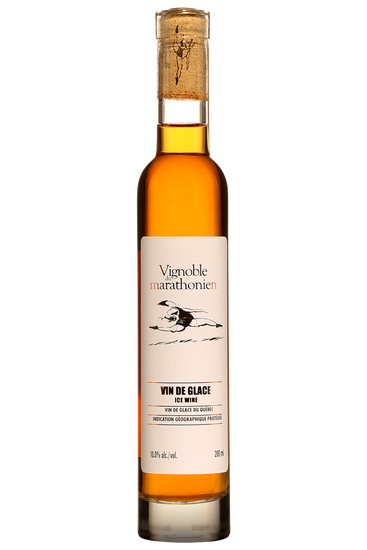 Vignoble
du
marathonien
VIN DE GLACE
ICE WINE
VIN DE GLACE DU QUÉBEC
INDICATION GÉOGRAPHIQUE PROTÉGÉE
10.0% alc./vol. 200 ml